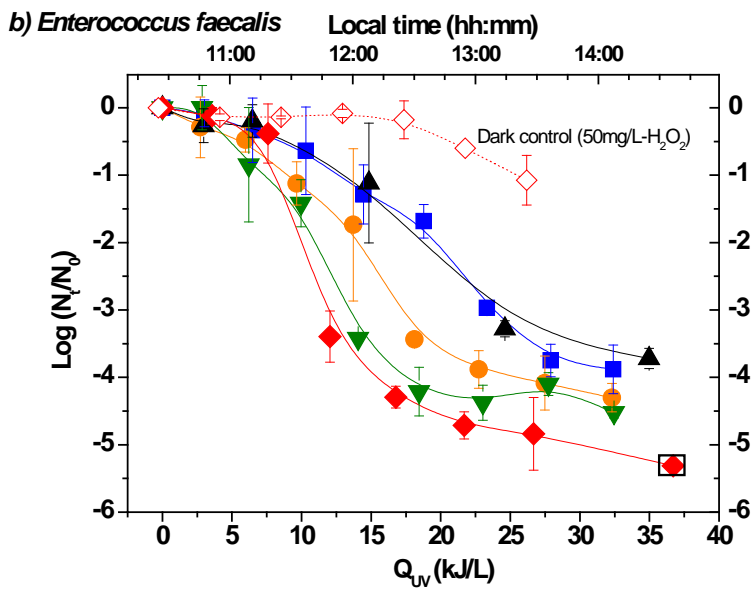 b) Enterococcus faecalis
Local time (hh:mm)
11:00 12:00 13:00 14:00
0 0
-1 -1
-2 -2
-3 -3
-4 -4
-5 -5
-6 -6
Dark control (50mg/L-H₂O₂)
Log (Nₜ/N₀)
0 5 10 15 20 25 30 35 40
Q_UV (kJ/L)